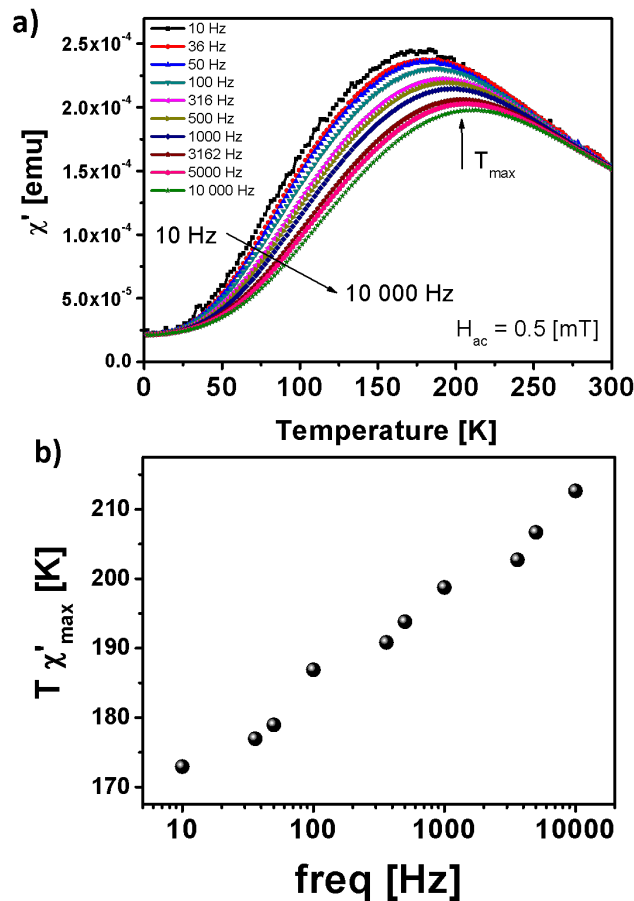 a)
10 Hz
36 Hz
50 Hz
100 Hz
316 Hz
500 Hz
1000 Hz
3162 Hz
5000 Hz
10 000 Hz
2.5x10⁻⁴
2.0x10⁻⁴
1.5x10⁻⁴
1.0x10⁻⁴
5.0x10⁻⁵
0.0
χ' [emu]
Tmax
10 Hz
10 000 Hz
Hac = 0.5 [mT]
0 50 100 150 200 250 300
Temperature [K]
b)
210
200
190
180
170
T χ'max [K]
10 100 1000 10000
freq [Hz]